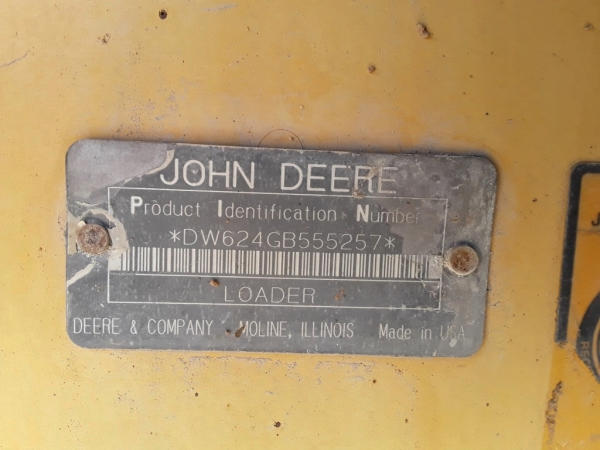 JOHN DEERE
Product Identification Number
*DW624GB555257*
LOADER
DEERE & COMPANY MOLINE, ILLINOIS Made in USA